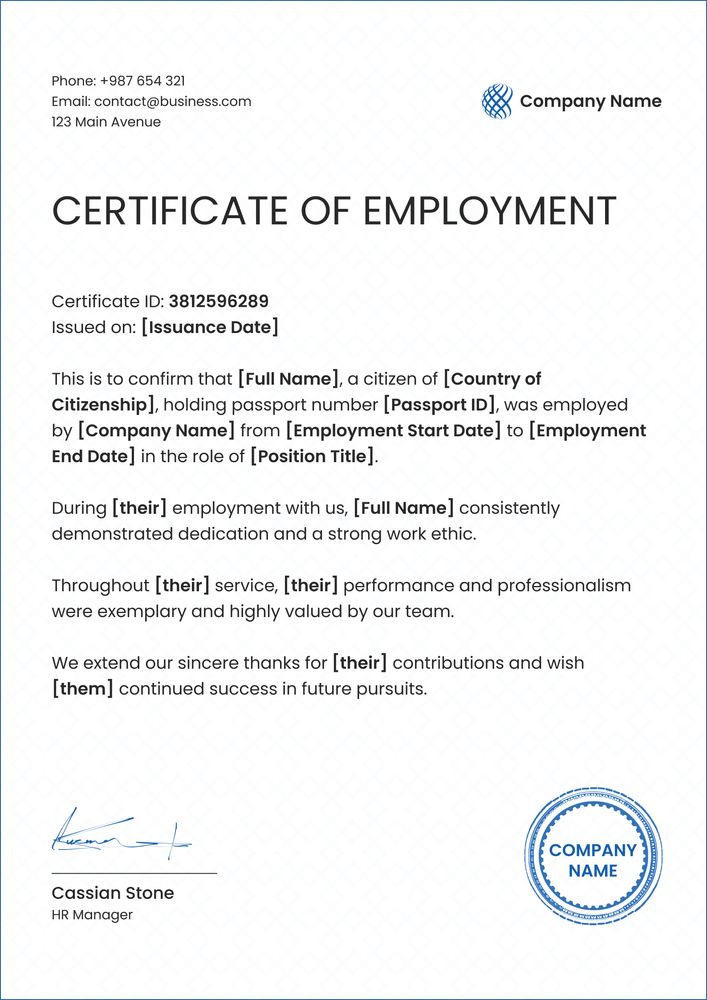 Phone: +987 654 321
Email: contact@business.com
123 Main Avenue
Company Name
CERTIFICATE OF EMPLOYMENT
Certificate ID: 3812596289
Issued on: [Issuance Date]
This is to confirm that [Full Name], a citizen of [Country of
Citizenship], holding passport number [Passport ID], was employed
by [Company Name] from [Employment Start Date] to [Employment
End Date] in the role of [Position Title].
During [their] employment with us, [Full Name] consistently
demonstrated dedication and a strong work ethic.
Throughout [their] service, [their] performance and professionalism
were exemplary and highly valued by our team.
We extend our sincere thanks for [their] contributions and wish
[them] continued success in future pursuits.
Cassian Stone
HR Manager
COMPANY
NAME